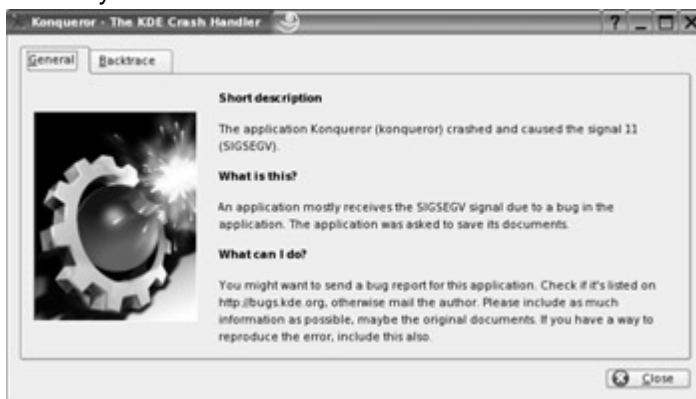 Konqueror - The KDE Crash Handler
General
Backtrace
Short description
The application Konqueror (konqueror) crashed and caused the signal 11
(SIGSEGV).
What is this?
An application mostly receives the SIGSEGV signal due to a bug in the
application. The application was asked to save its documents.
What can I do?
You might want to send a bug report for this application. Check if it's listed on
http://bugs.kde.org, otherwise mail the author. Please include as much
information as possible, maybe the original documents. If you have a way to
reproduce the error, include this also.
Close